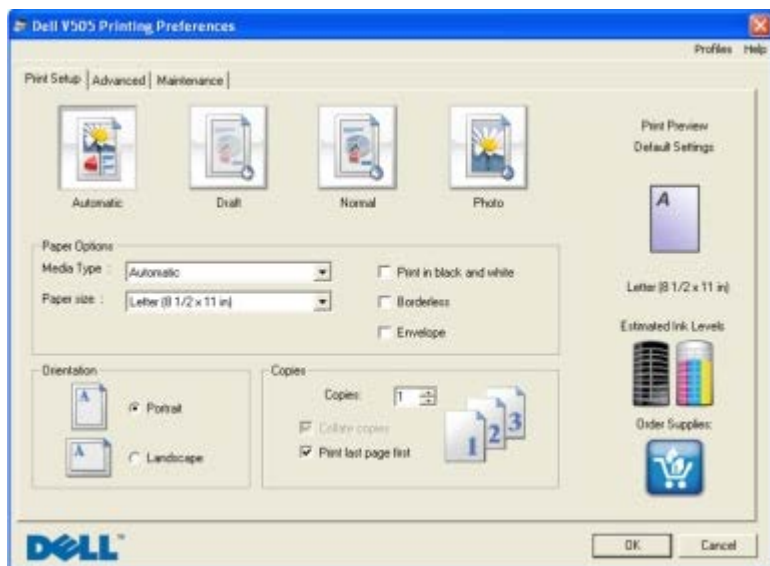 Dell V505 Printing Preferences
Profiles Help
Print Setup Advanced Maintenance
Automatic Draft Normal Photo
Print Preview
Default Settings
A
Letter (8 1/2 x 11 in)
Paper Options
Media Type : Automatic
Print in black and white
Paper size : Letter (8 1/2 x 11 in)
Borderless
Envelope
Estimated Ink Levels
Orientation
A Portrait
A Landscape
Copies
Copies: 1
Collate copies
Print last page first
1 2 3
Order Supplies:
DELL™
OK Cancel